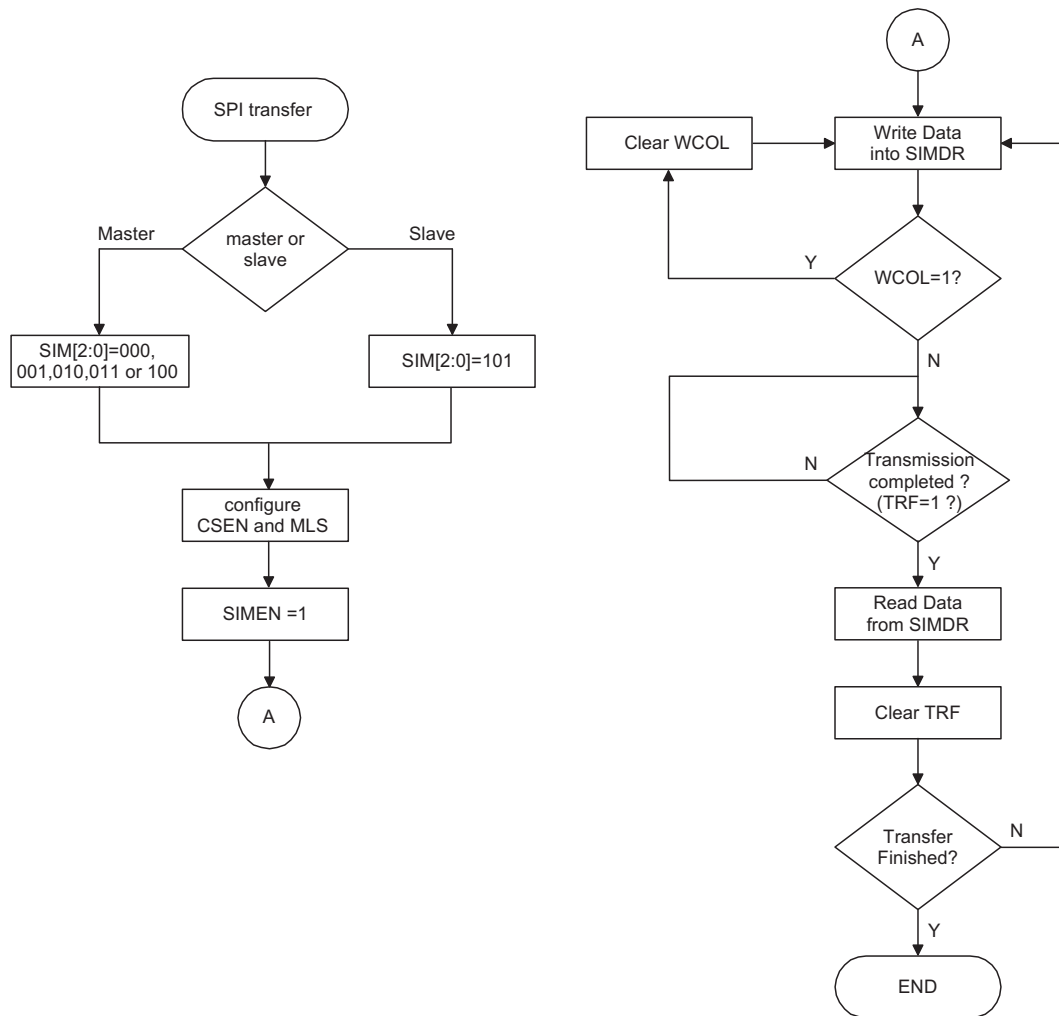 SPI transfer
master or
slave
Master
Slave
SIM[2:0]=000,
001,010,011 or 100
SIM[2:0]=101
configure
CSEN and MLS
SIMEN =1
A
A
Clear WCOL
Write Data
into SIMDR
Y
WCOL=1?
N
N
Transmission
completed ?
(TRF=1 ?)
Y
Read Data
from SIMDR
Clear TRF
Transfer
Finished?
N
Y
END